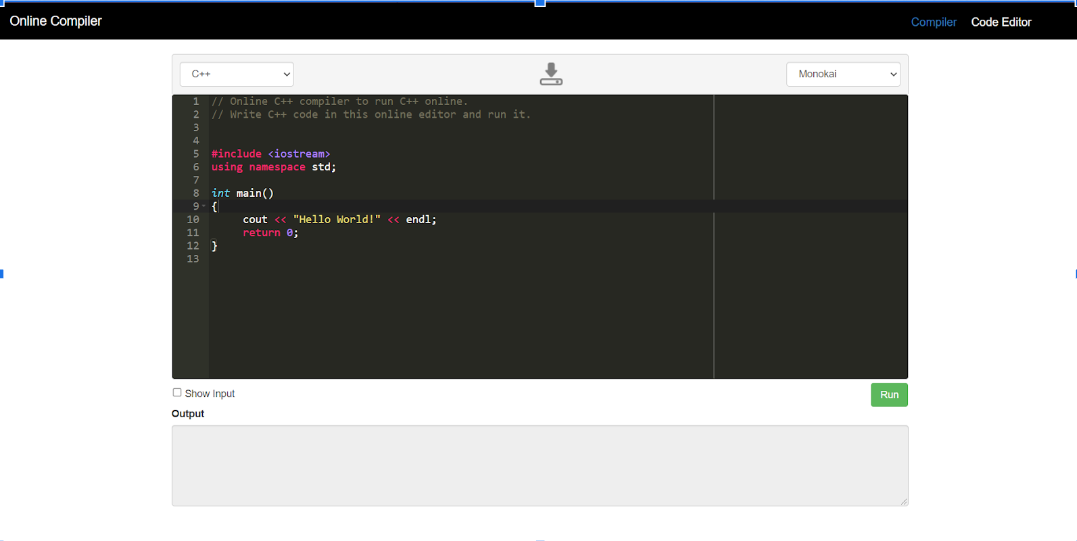 Online Compiler
Compiler Code Editor
C++
Monokai
1 // Online C++ compiler to run C++ online.
2 // Write C++ code in this online editor and run it.
3
4
5 #include <iostream>
6 using namespace std;
7
8 int main()
9 {
10 cout << "Hello World!" << endl;
11 return 0;
12 }
13
Show Input
Run
Output